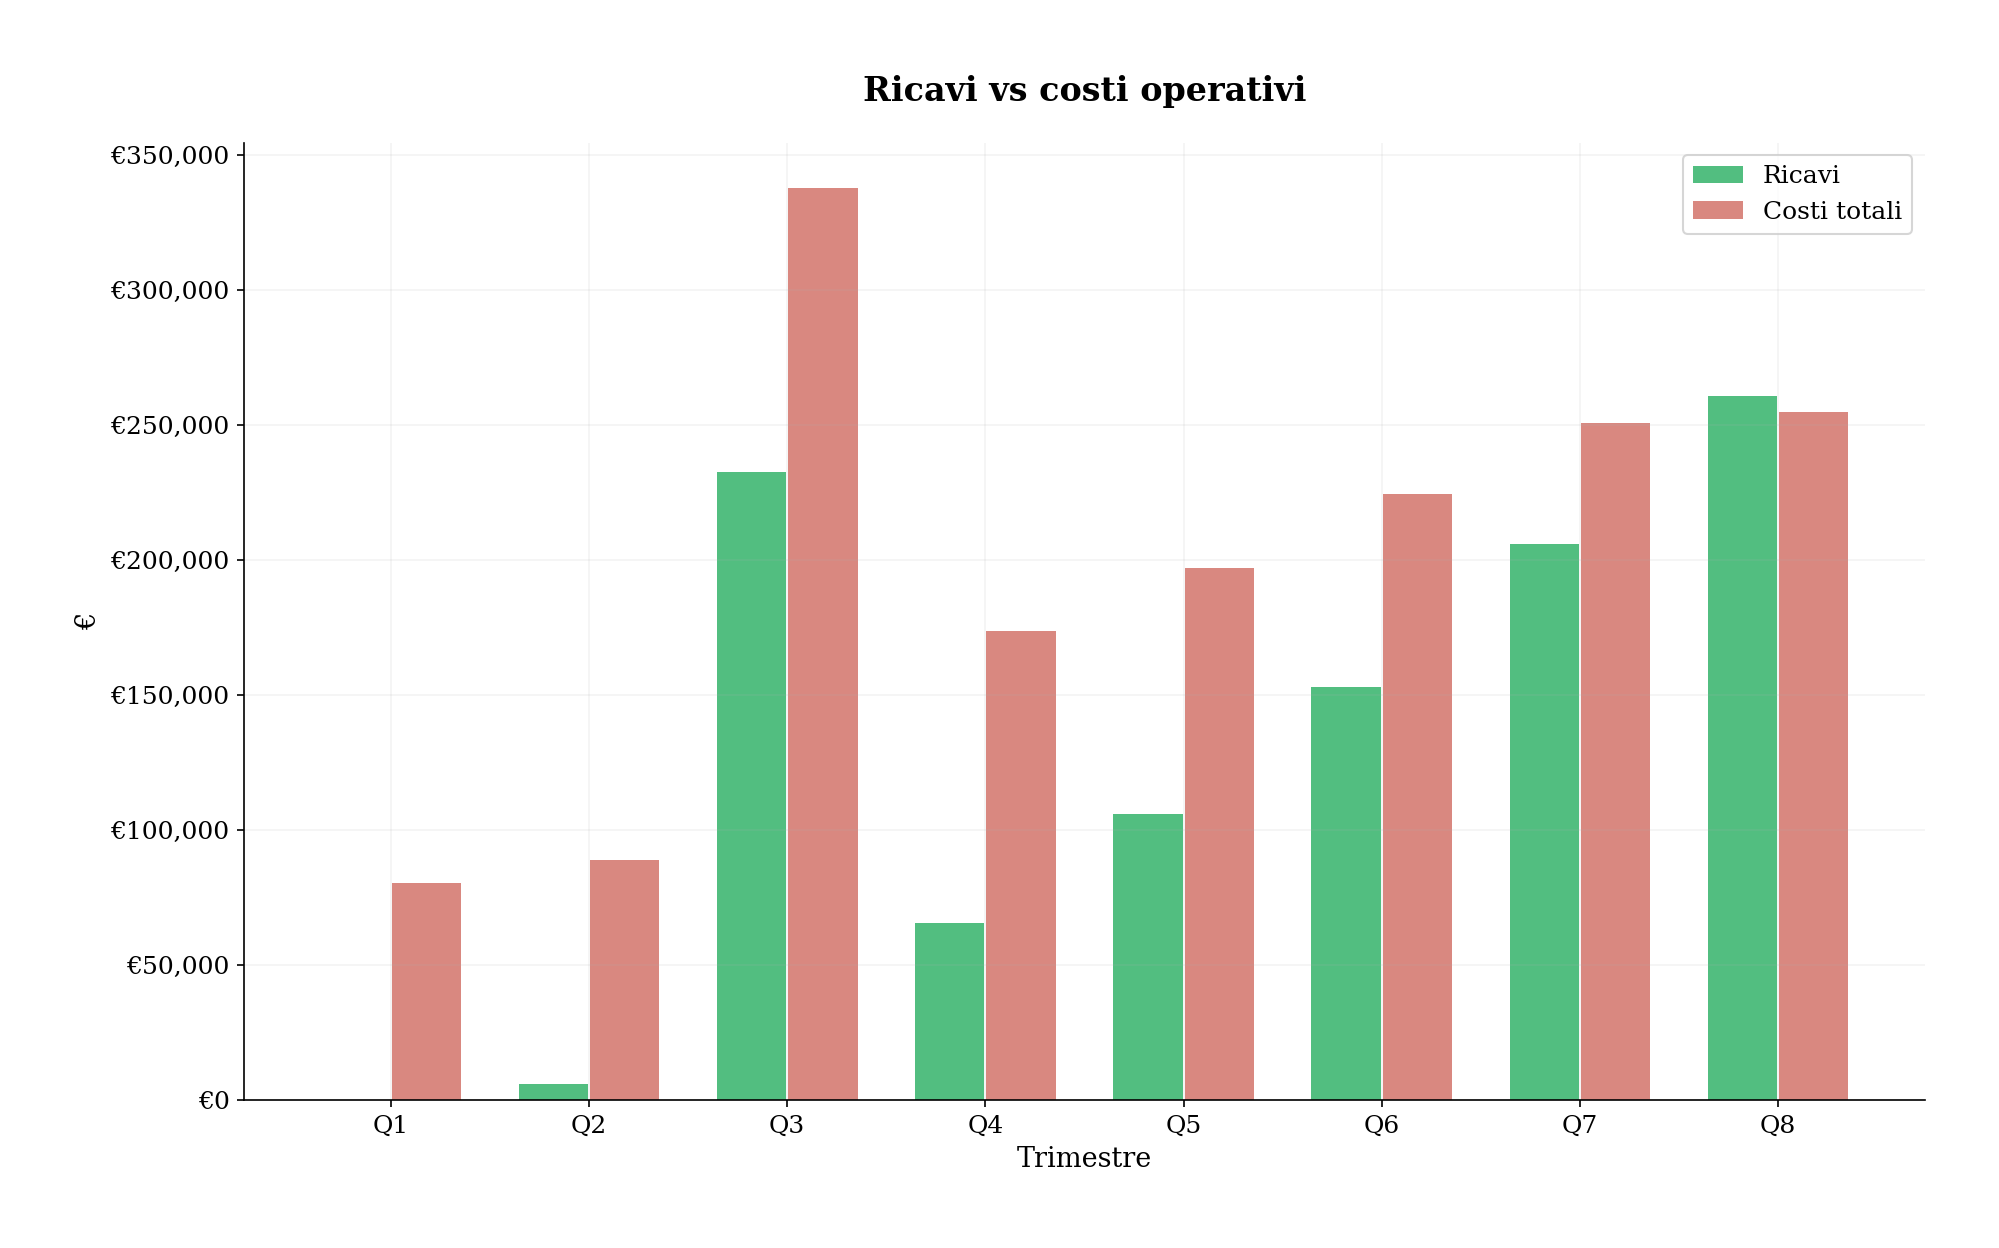 Ricavi vs costi operativi
€350,000
€300,000
€250,000
€200,000
€150,000
€100,000
€50,000
€0
€
Ricavi
Costi totali
Q1 Q2 Q3 Q4 Q5 Q6 Q7 Q8
Trimestre